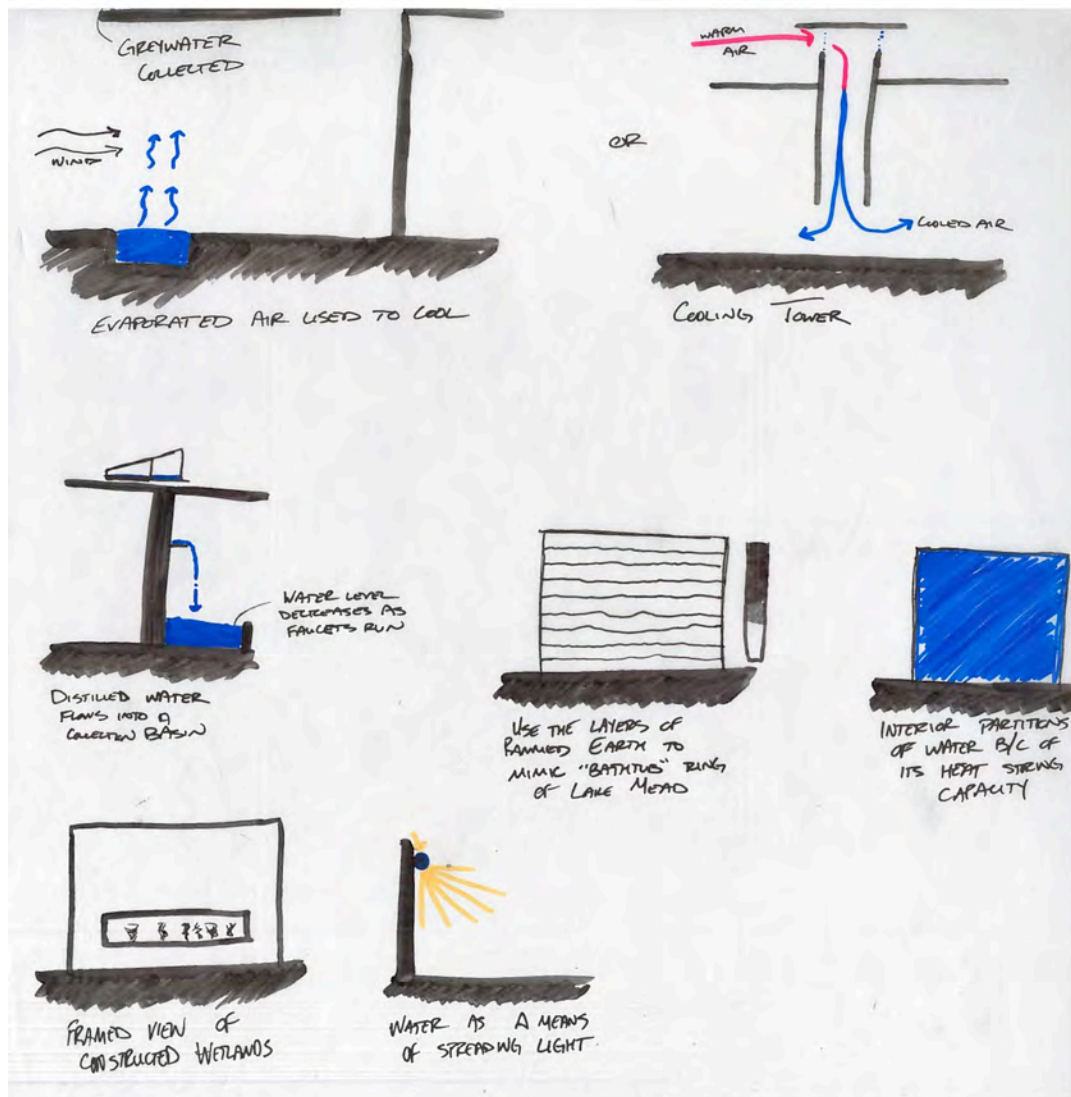 GREYWATER
COLLECTED
WIND
EVAPORATED AIR USED TO COOL
OR
WARM
AIR
COOLED AIR
COOLING TOWER
WATER LEVEL
DECREASES AS
FAUCETS RUN
DISTILLED WATER
FLOWS INTO A
COLLECTION BASIN
USE THE LAYERS OF
RAMMED EARTH TO
MIMIC "BATHTUB" RING
OF LAKE MEAD
INTERIOR PARTITIONS
OF WATER B/C OF
ITS HEAT STRING
CAPACITY
FRAMED VIEW OF
CONSTRUCTED WETLANDS
WATER AS A MEANS
OF SPREADING LIGHT.